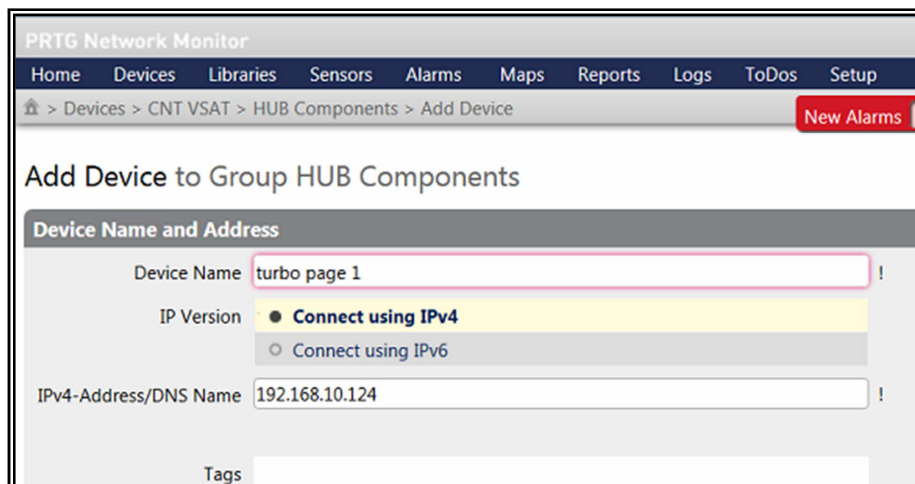 PRTG Network Monitor
Home Devices Libraries Sensors Alarms Maps Reports Logs ToDos Setup
> Devices > CNT VSAT > HUB Components > Add Device
New Alarms
Add Device to Group HUB Components
Device Name and Address
Device Name turbo page 1 !
IP Version Connect using IPv4
Connect using IPv6
IPv4-Address/DNS Name 192.168.10.124 !
Tags